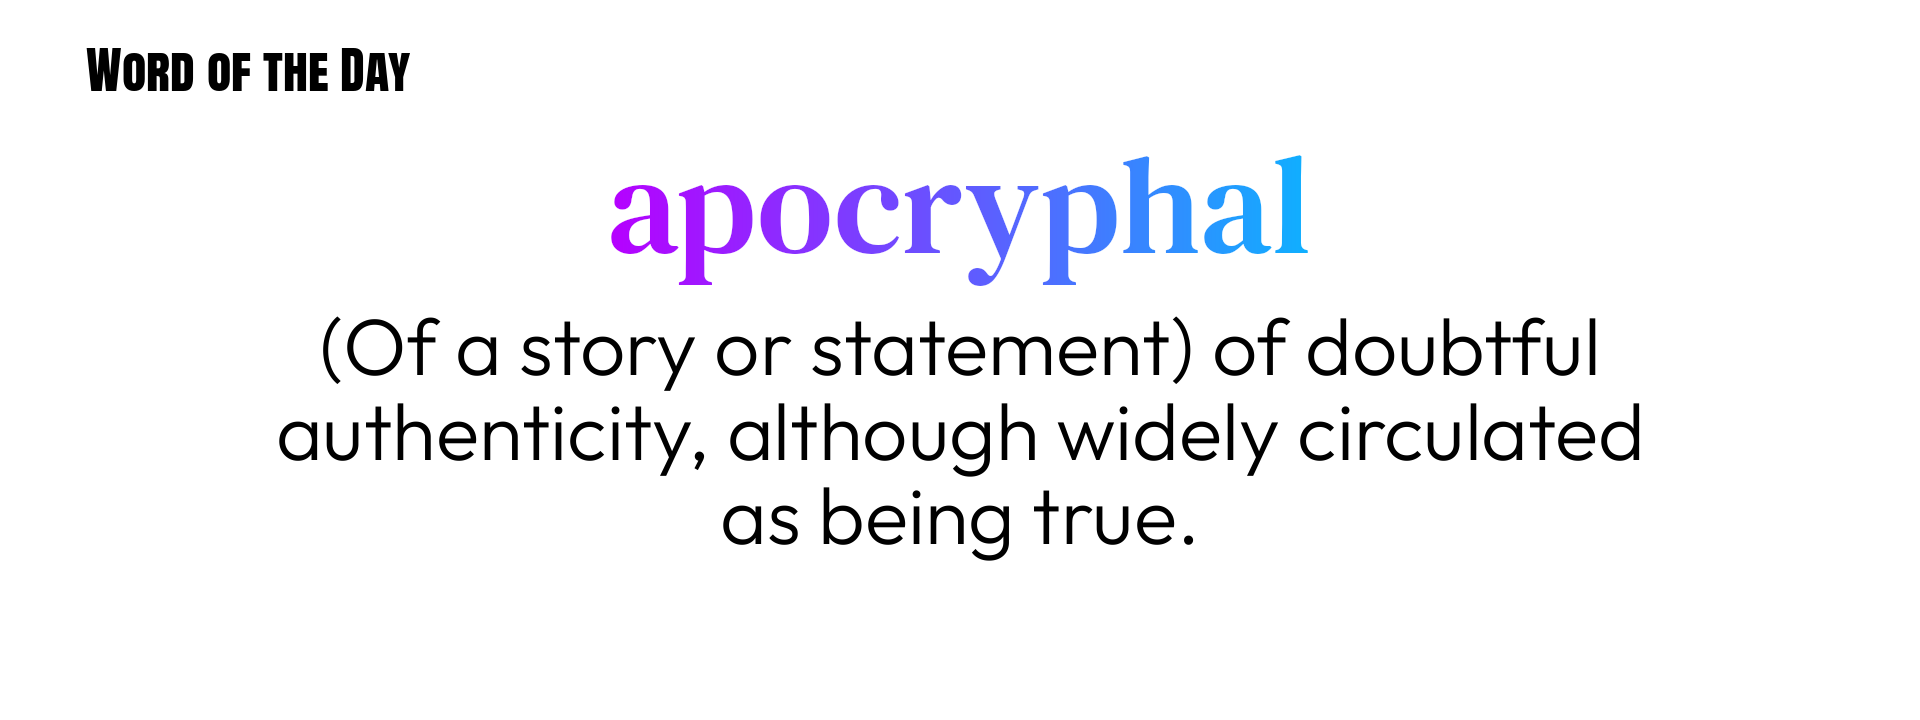 Word of the Day
apocryphal
(Of a story or statement) of doubtful
authenticity, although widely circulated
as being true.